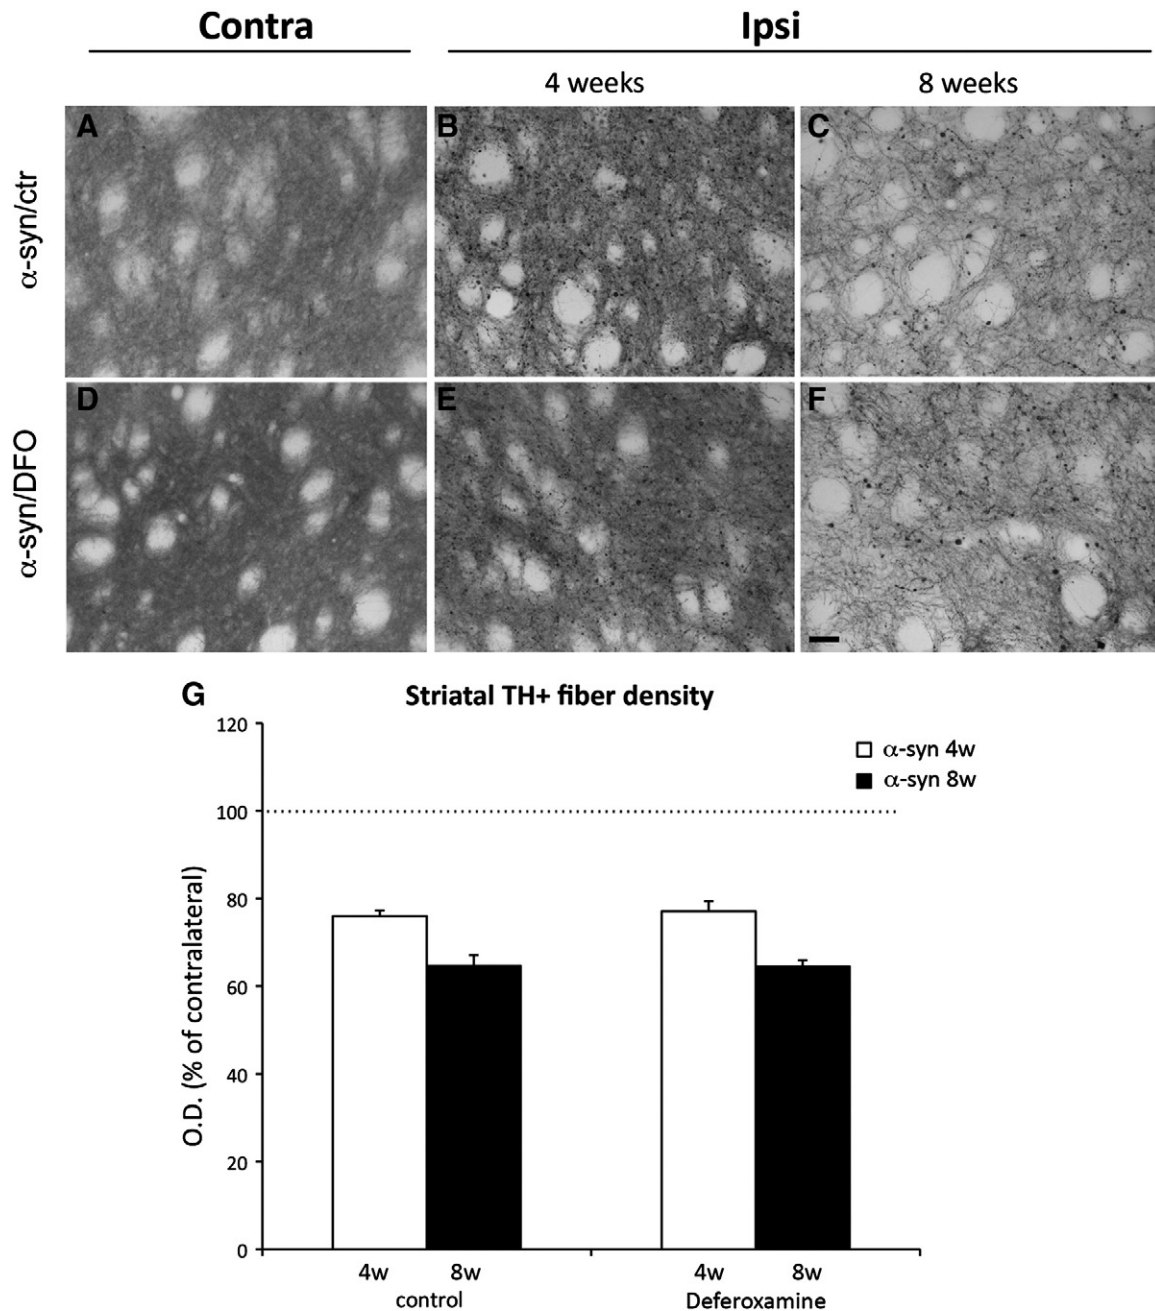 Contra Ipsi
4 weeks 8 weeks
α-syn/ctr
A B C
α-syn/DFO
D E F
G Striatal TH+ fiber density
α-syn 4w
α-syn 8w
O.D. (% of contralateral)
120
100
80
60
40
20
0
4w 8w 4w 8w
control Deferoxamine